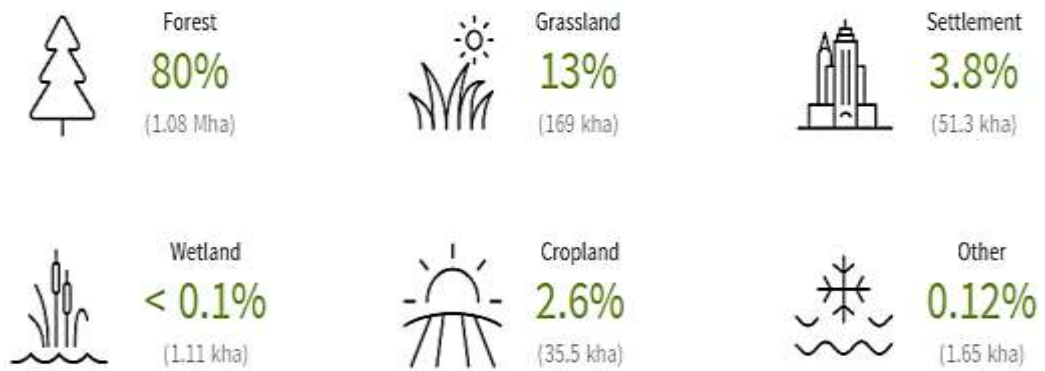 Forest
80%
(1.08 Mha)
Grassland
13%
(169 kha)
Settlement
3.8%
(51.3 kha)
Wetland
< 0.1%
(1.11 kha)
Cropland
2.6%
(35.5 kha)
Other
0.12%
(1.65 kha)